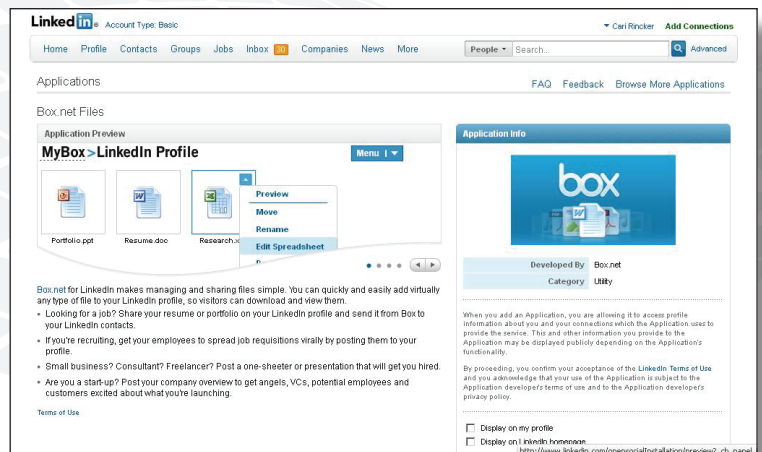 Linked in Account Type: Basic
Cari Rincker Add Connections
Home Profile Contacts Groups Jobs Inbox 30 Companies News More People Search... Advanced
Applications
FAQ Feedback Browse More Applications
Box.net Files
Application Preview
MyBox>LinkedIn Profile
Menu
Portfolio.ppt
Resume.doc
Research.x
Preview
Move
Rename
Edit Spreadsheet
Box.net for LinkedIn makes managing and sharing files simple. You can quickly and easily add virtually
any type of file to your LinkedIn profile, so visitors can download and view them.
• Looking for a job? Share your resume or portfolio on your LinkedIn profile and send it from Box to
your LinkedIn contacts.
• If you're recruiting, get your employees to spread job requisitions virally by posting them to your
profile.
• Small business? Consultant? Freelancer? Post a one-sheeter or presentation that will get you hired.
• Are you a start-up? Post your company overview to get angels, VCs, potential employees and
customers excited about what you're launching.
Terms of Use
Application Info
box
Developed By Box.net
Category Utility
When you add an Application, you are allowing it to access profile
information about you and your connections which the Application uses to
provide the service. This and other information you provide to the
Application may be displayed publicly depending on the Application's
functionality.
By proceeding, you confirm your acceptance of the LinkedIn Terms of Use
and you acknowledge that your use of the Application is subject to the
Application developer's terms of use and to the Application developer's
privacy policy.
Display on my profile
Display on LinkedIn homepage
http://www.linkedin.com/opensocialInstallation/preview?_ch_panel